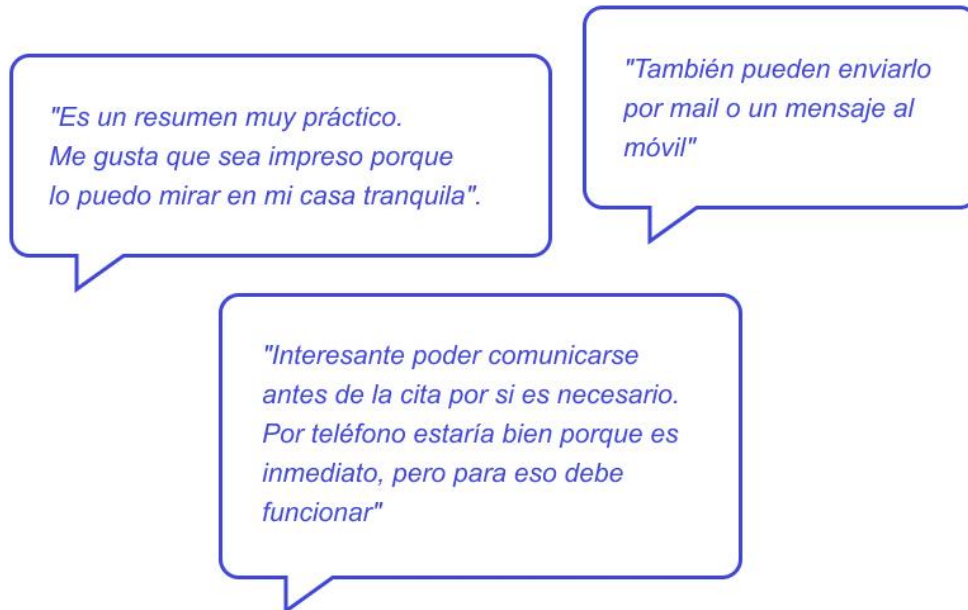 "Es un resumen muy práctico.
Me gusta que sea impreso porque
lo puedo mirar en mi casa tranquila".
"También pueden enviarlo
por mail o un mensaje al
móvil"
"Interesante poder comunicarse
antes de la cita por si es necesario.
Por teléfono estaría bien porque es
inmediato, pero para eso debe
funcionar"